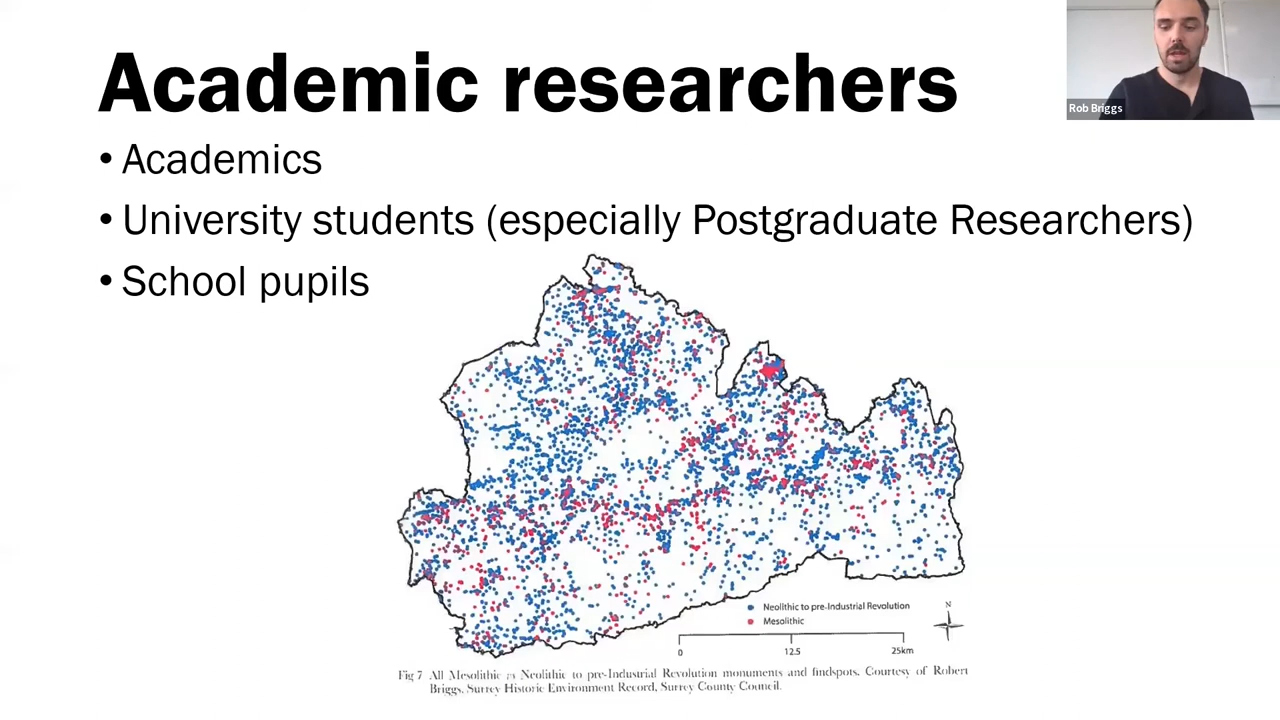 Academic researchers
Rob Briggs
• Academics
• University students (especially Postgraduate Researchers)
• School pupils
Neolithic to pre-Industrial Revolution
Mesolithic
N
0 12.5 25km
Fig 7 All Mesolithic vs Neolithic to pre-Industrial Revolution monuments and findspots. Courtesy of Robert
Briggs, Surrey Historic Environment Record, Surrey County Council.